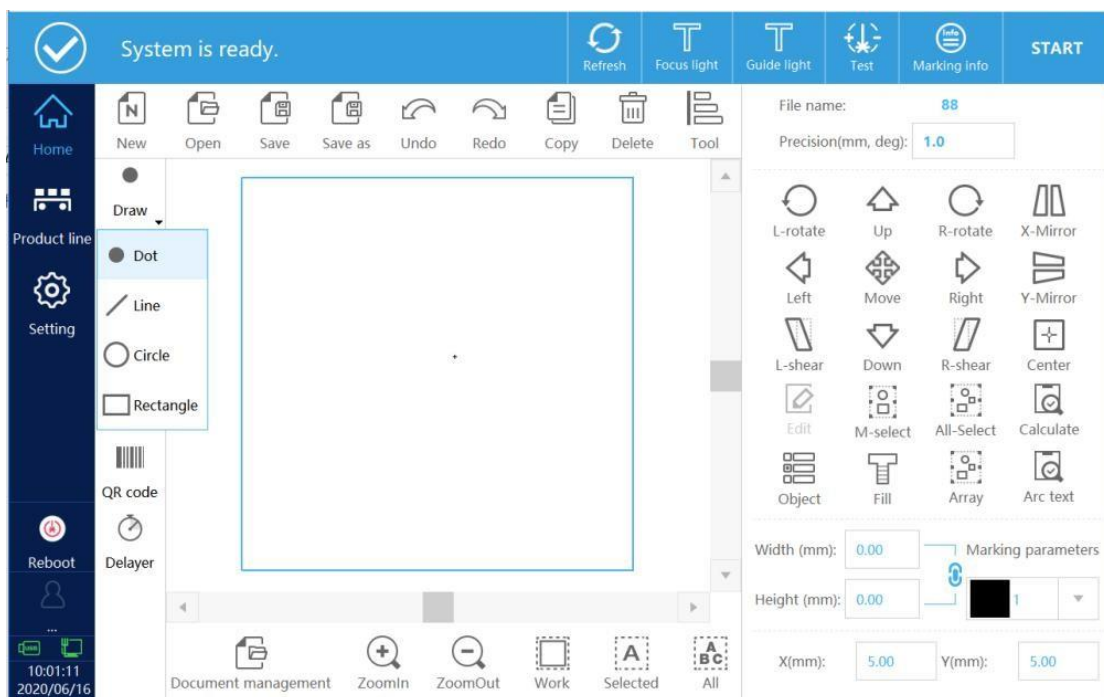 System is ready.
Refresh
Focus light
Guide light
Test
Info
Marking info
START
Home
Product line
Setting
Reboot
...
USB
10:01:11
2020/06/16
N
New
Open
Save
Save as
Undo
Redo
Copy
Delete
Tool
Draw
Dot
Line
Circle
Rectangle
QR code
Delayer
Document management
ZoomIn
ZoomOut
Work
A
Selected
A
B C
All
File name: 88
Precision(mm, deg): 1.0
L-rotate Up R-rotate X-Mirror
Left Move Right Y-Mirror
L-shear Down R-shear Center
Edit M-select All-Select Calculate
Object Fill Array Arc text
Width (mm): 0.00 Marking parameters
Height (mm): 0.00 1
X(mm): 5.00 Y(mm): 5.00